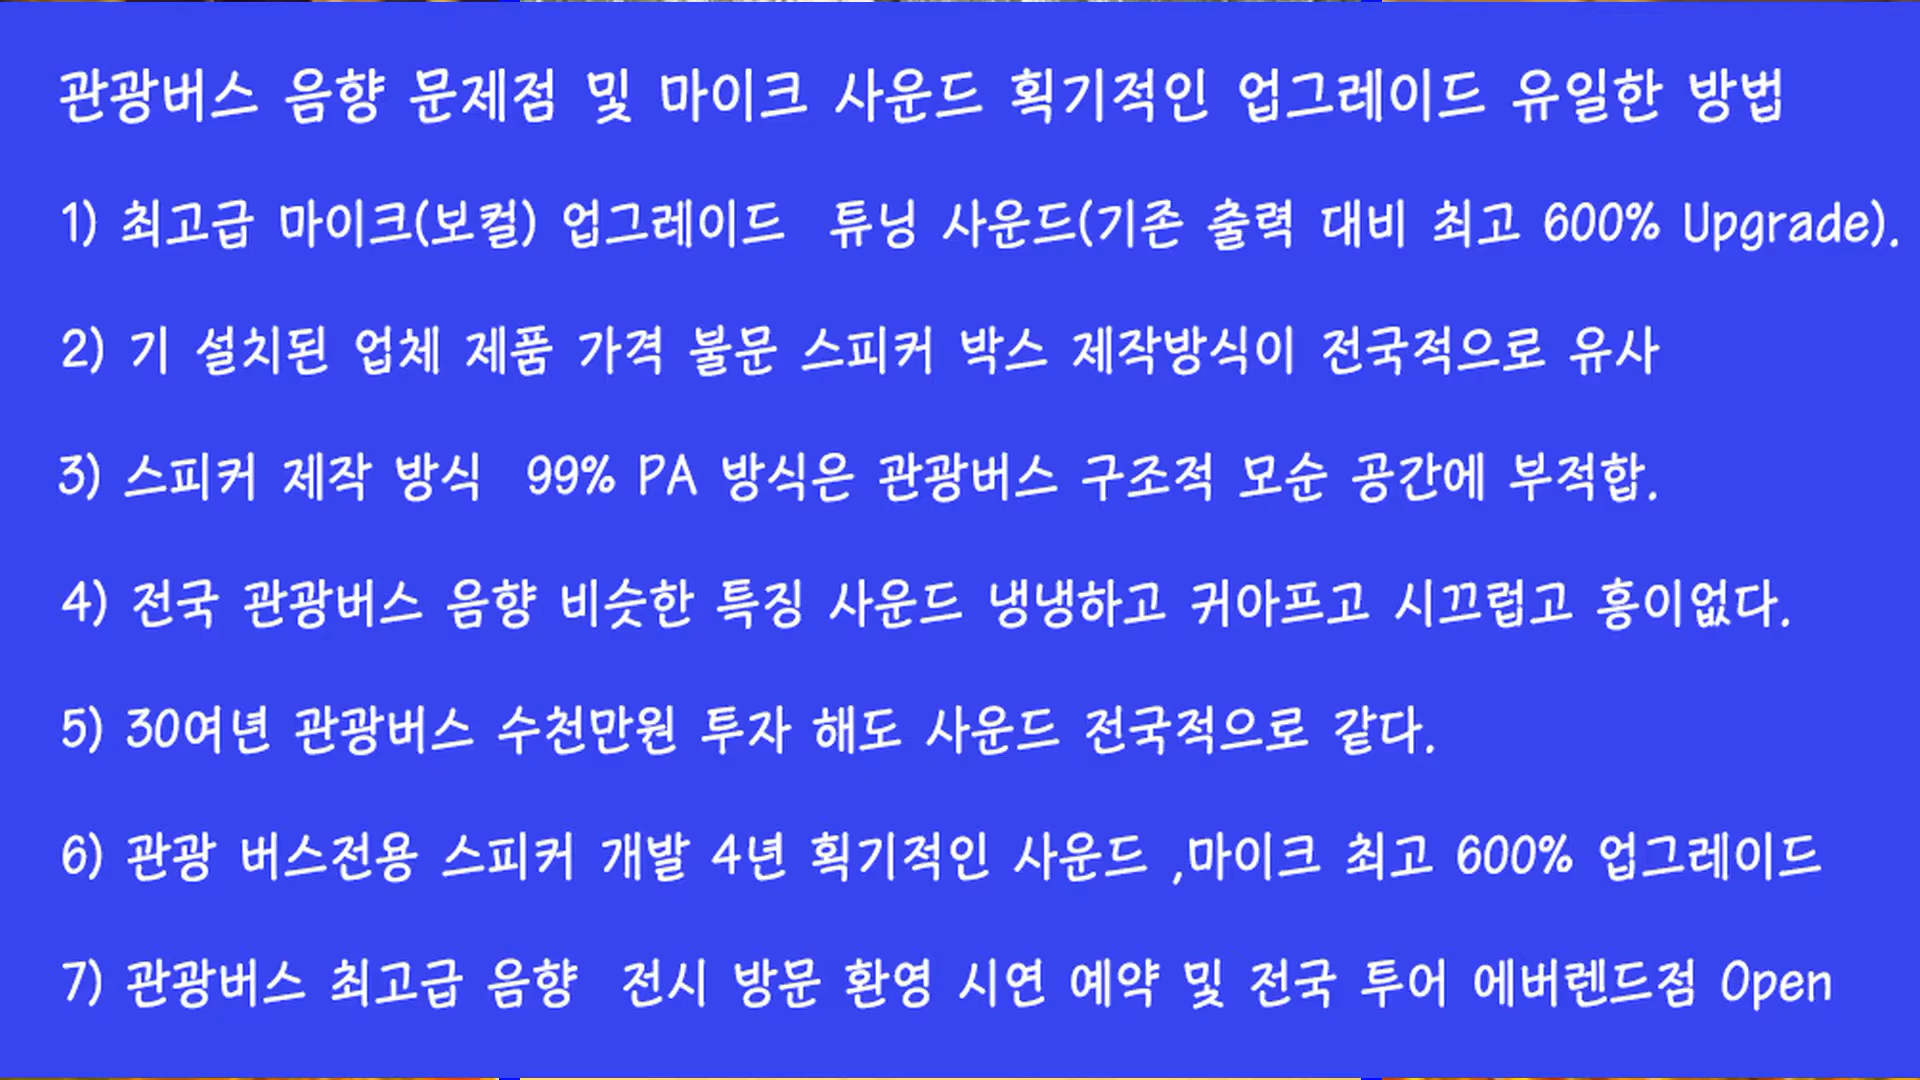 관광버스 음향 문제점 및 마이크 사운드 획기적인 업그레이드 유일한 방법
1) 최고급 마이크(보컬) 업그레이드 튜닝 사운드(기존 출력 대비 최고 600% Upgrade).
2) 기 설치된 업체 제품 가격 불문 스피커 박스 제작방식이 전국적으로 유사
3) 스피커 제작 방식 99% PA 방식은 관광버스 구조적 모순 공간에 부적합.
4) 전국 관광버스 음향 비슷한 특징 사운드 냉냉하고 귀아프고 시끄럽고 흥이없다.
5) 30여년 관광버스 수천만원 투자 해도 사운드 전국적으로 같다.
6) 관광 버스전용 스피커 개발 4년 획기적인 사운드 ,마이크 최고 600% 업그레이드
7) 관광버스 최고급 음향 전시 방문 환영 시연 예약 및 전국 투어 에버렌드점 Open